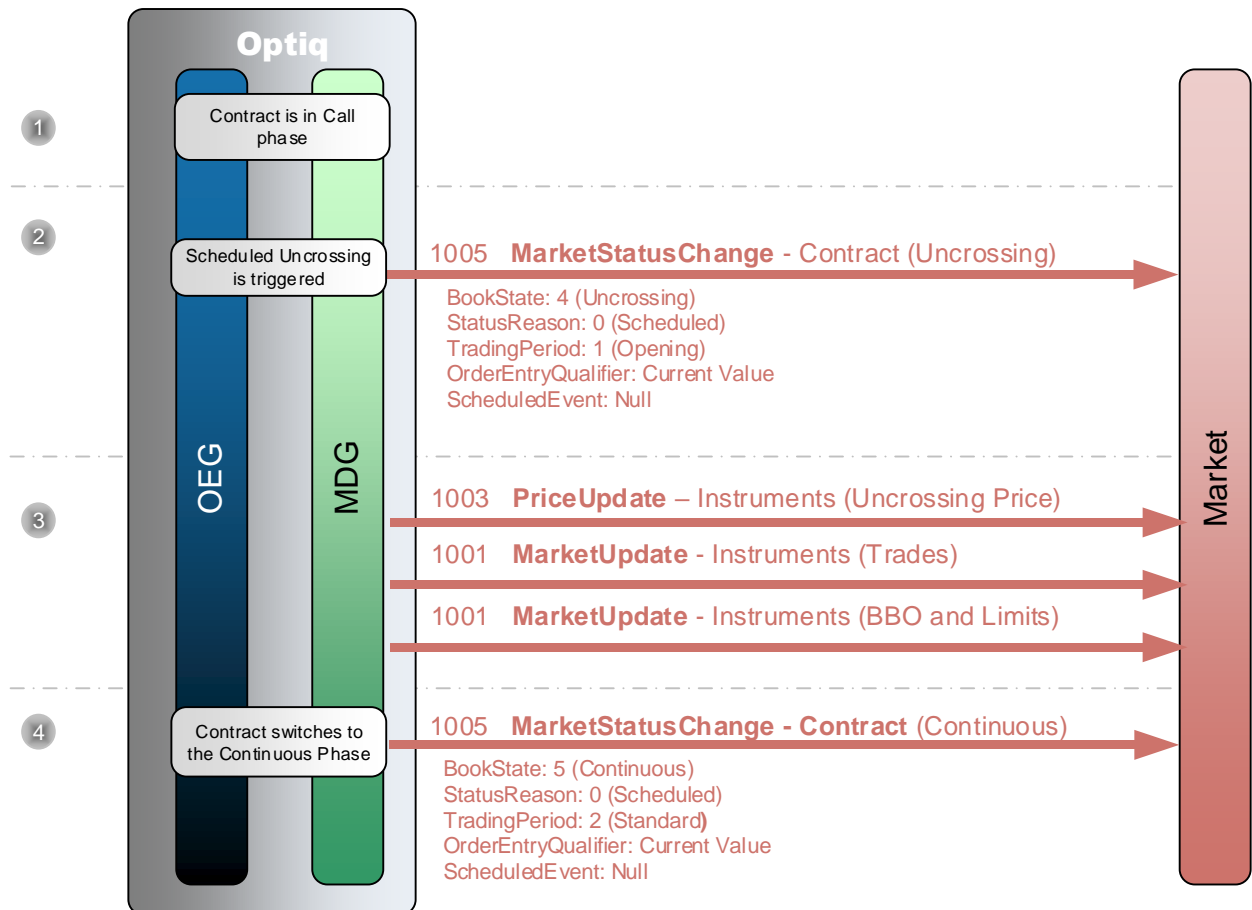 Optiq
1
Contract is in Call
phase
2
Scheduled Uncrossing
is triggered
1005 MarketStatusChange - Contract (Uncrossing)
BookState: 4 (Uncrossing)
StatusReason: 0 (Scheduled)
TradingPeriod: 1 (Opening)
OrderEntryQualifier: Current Value
ScheduledEvent: Null
OEG
MDG
Market
3
1003 PriceUpdate – Instruments (Uncrossing Price)
1001 MarketUpdate - Instruments (Trades)
1001 MarketUpdate - Instruments (BBO and Limits)
4
Contract switches to
the Continuous Phase
1005 MarketStatusChange - Contract (Continuous)
BookState: 5 (Continuous)
StatusReason: 0 (Scheduled)
TradingPeriod: 2 (Standard)
OrderEntryQualifier: Current Value
ScheduledEvent: Null